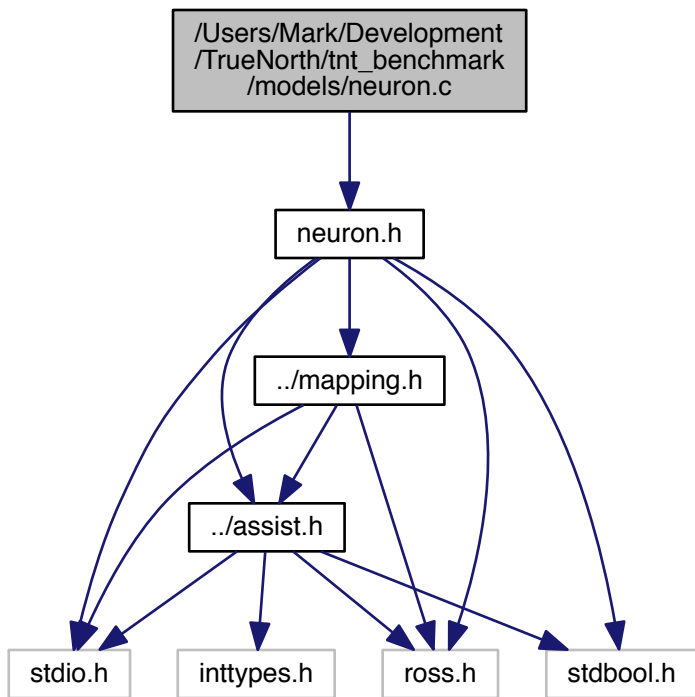 /Users/Mark/Development
/TrueNorth/tnt_benchmark
/models/neuron.c
neuron.h
../mapping.h
../assist.h
stdio.h
inttypes.h
ross.h
stdbool.h